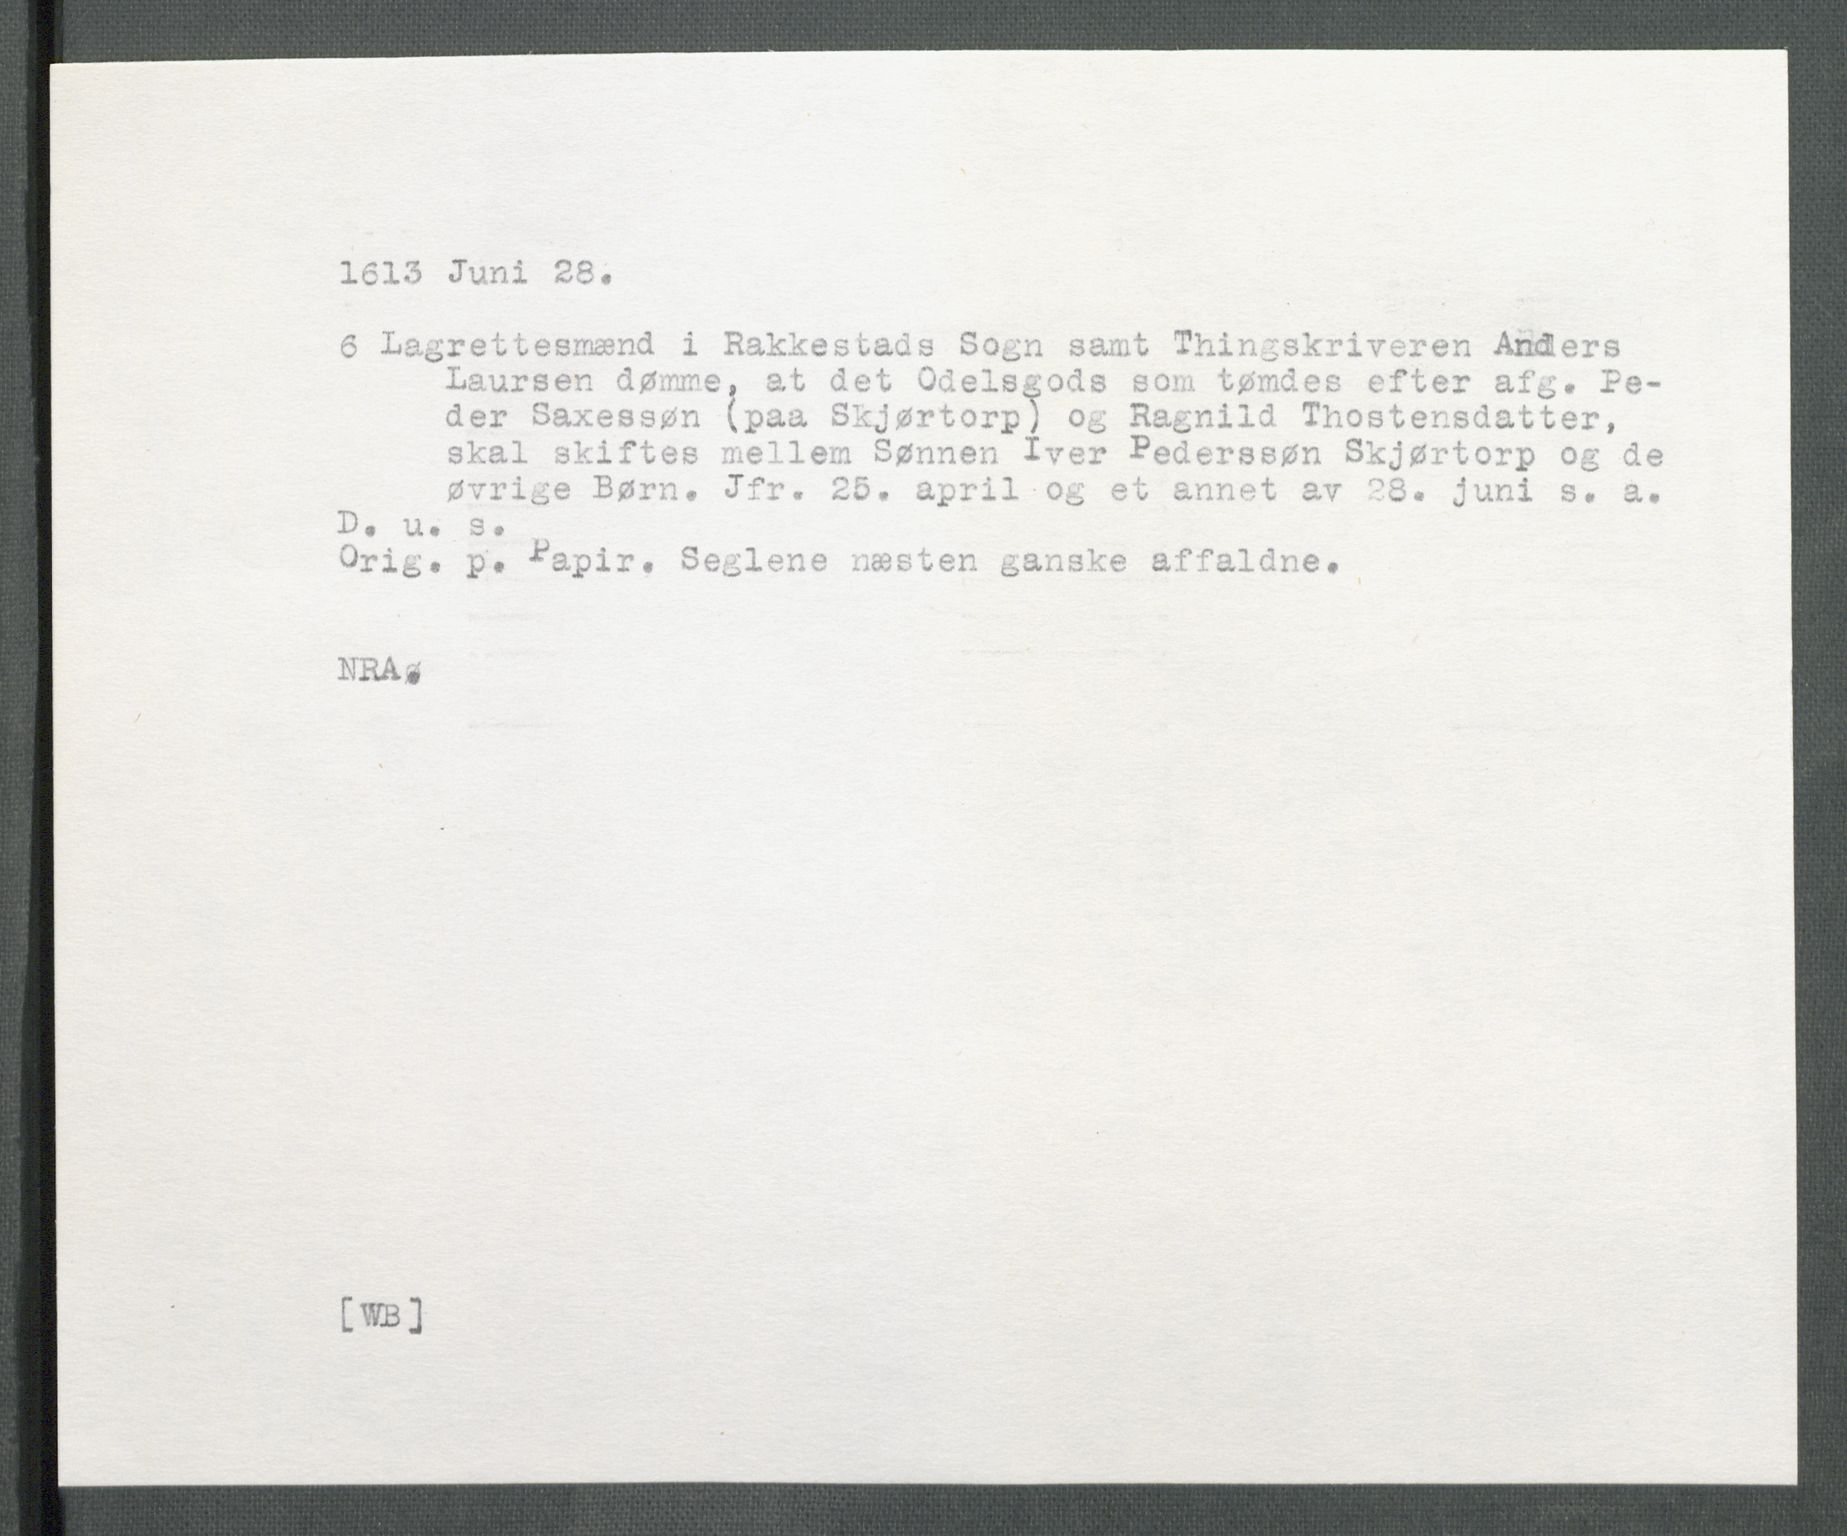 1613 Juni 28.
6 Lagrettesmænd i Rakkestads Sogn samt Thingskriveren Anders
Laursen dømme, at det Odelsgods som tømdes efter afg. Pe-
der Saxessøn (paa Skjørtorp) og Ragnild Thostensdatter,
skal skiftes mellem Sønnen Iver Pederssøn Skjørtorp og de
øvrige Børn. Jfr. 25. april og et annet av 28. juni s. a.
D. u. s.
Orig. p. Papir. Seglene næsten ganske affaldne.
NRA.
[WB]